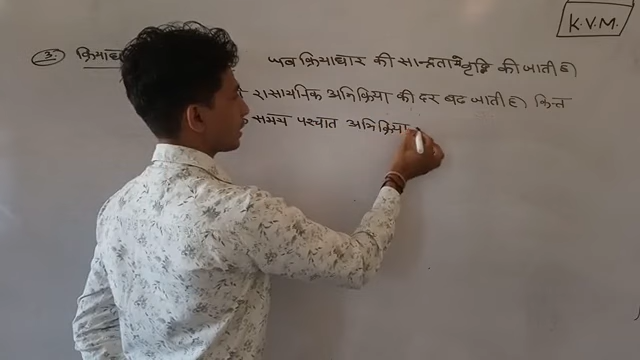 K.V.M.
③ क्रियाधा
जब क्रियाधार की सान्द्रता में वृद्धि की जाती है।
रासायनिक अभिक्रिया की दर बढ़ जाती है। किन्तु
समय पश्चात अभिक्रिया